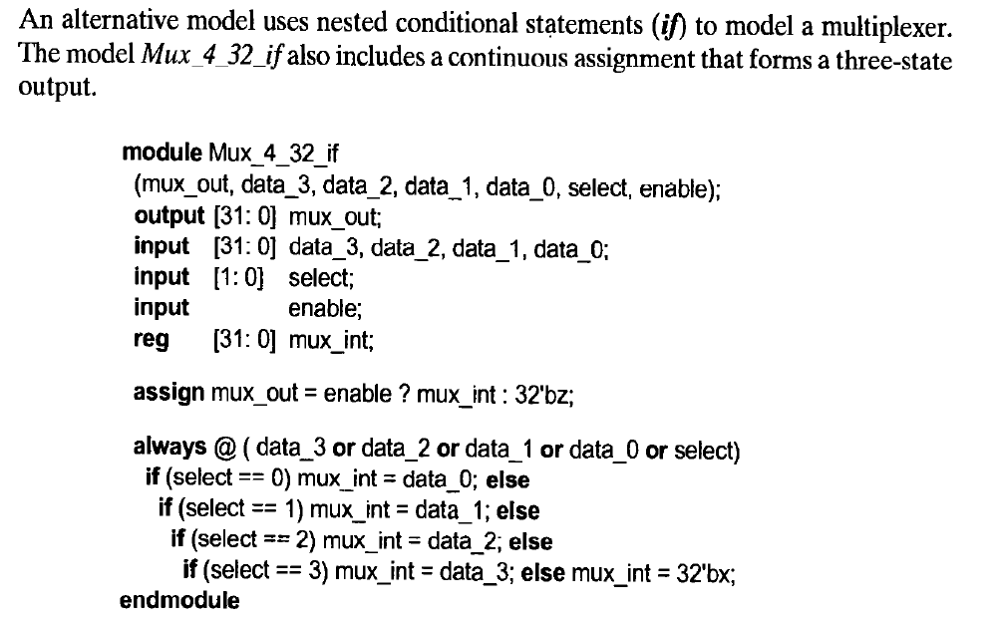 An alternative model uses nested conditional statements (if) to model a multiplexer.
The model Mux_4_32_if also includes a continuous assignment that forms a three-state
output.
module Mux_4_32_if
(mux_out, data_3, data_2, data_1, data_0, select, enable);
output [31: 0] mux_out;
input [31: 0] data_3, data_2, data_1, data_0;
input [1: 0] select;
input enable;
reg [31: 0] mux_int;
assign mux_out = enable ? mux_int : 32'bz;
always @ ( data_3 or data_2 or data_1 or data_0 or select)
if (select == 0) mux_int = data_0; else
if (select == 1) mux_int = data_1; else
if (select == 2) mux_int = data_2; else
if (select == 3) mux_int = data_3; else mux_int = 32'bx;
endmodule